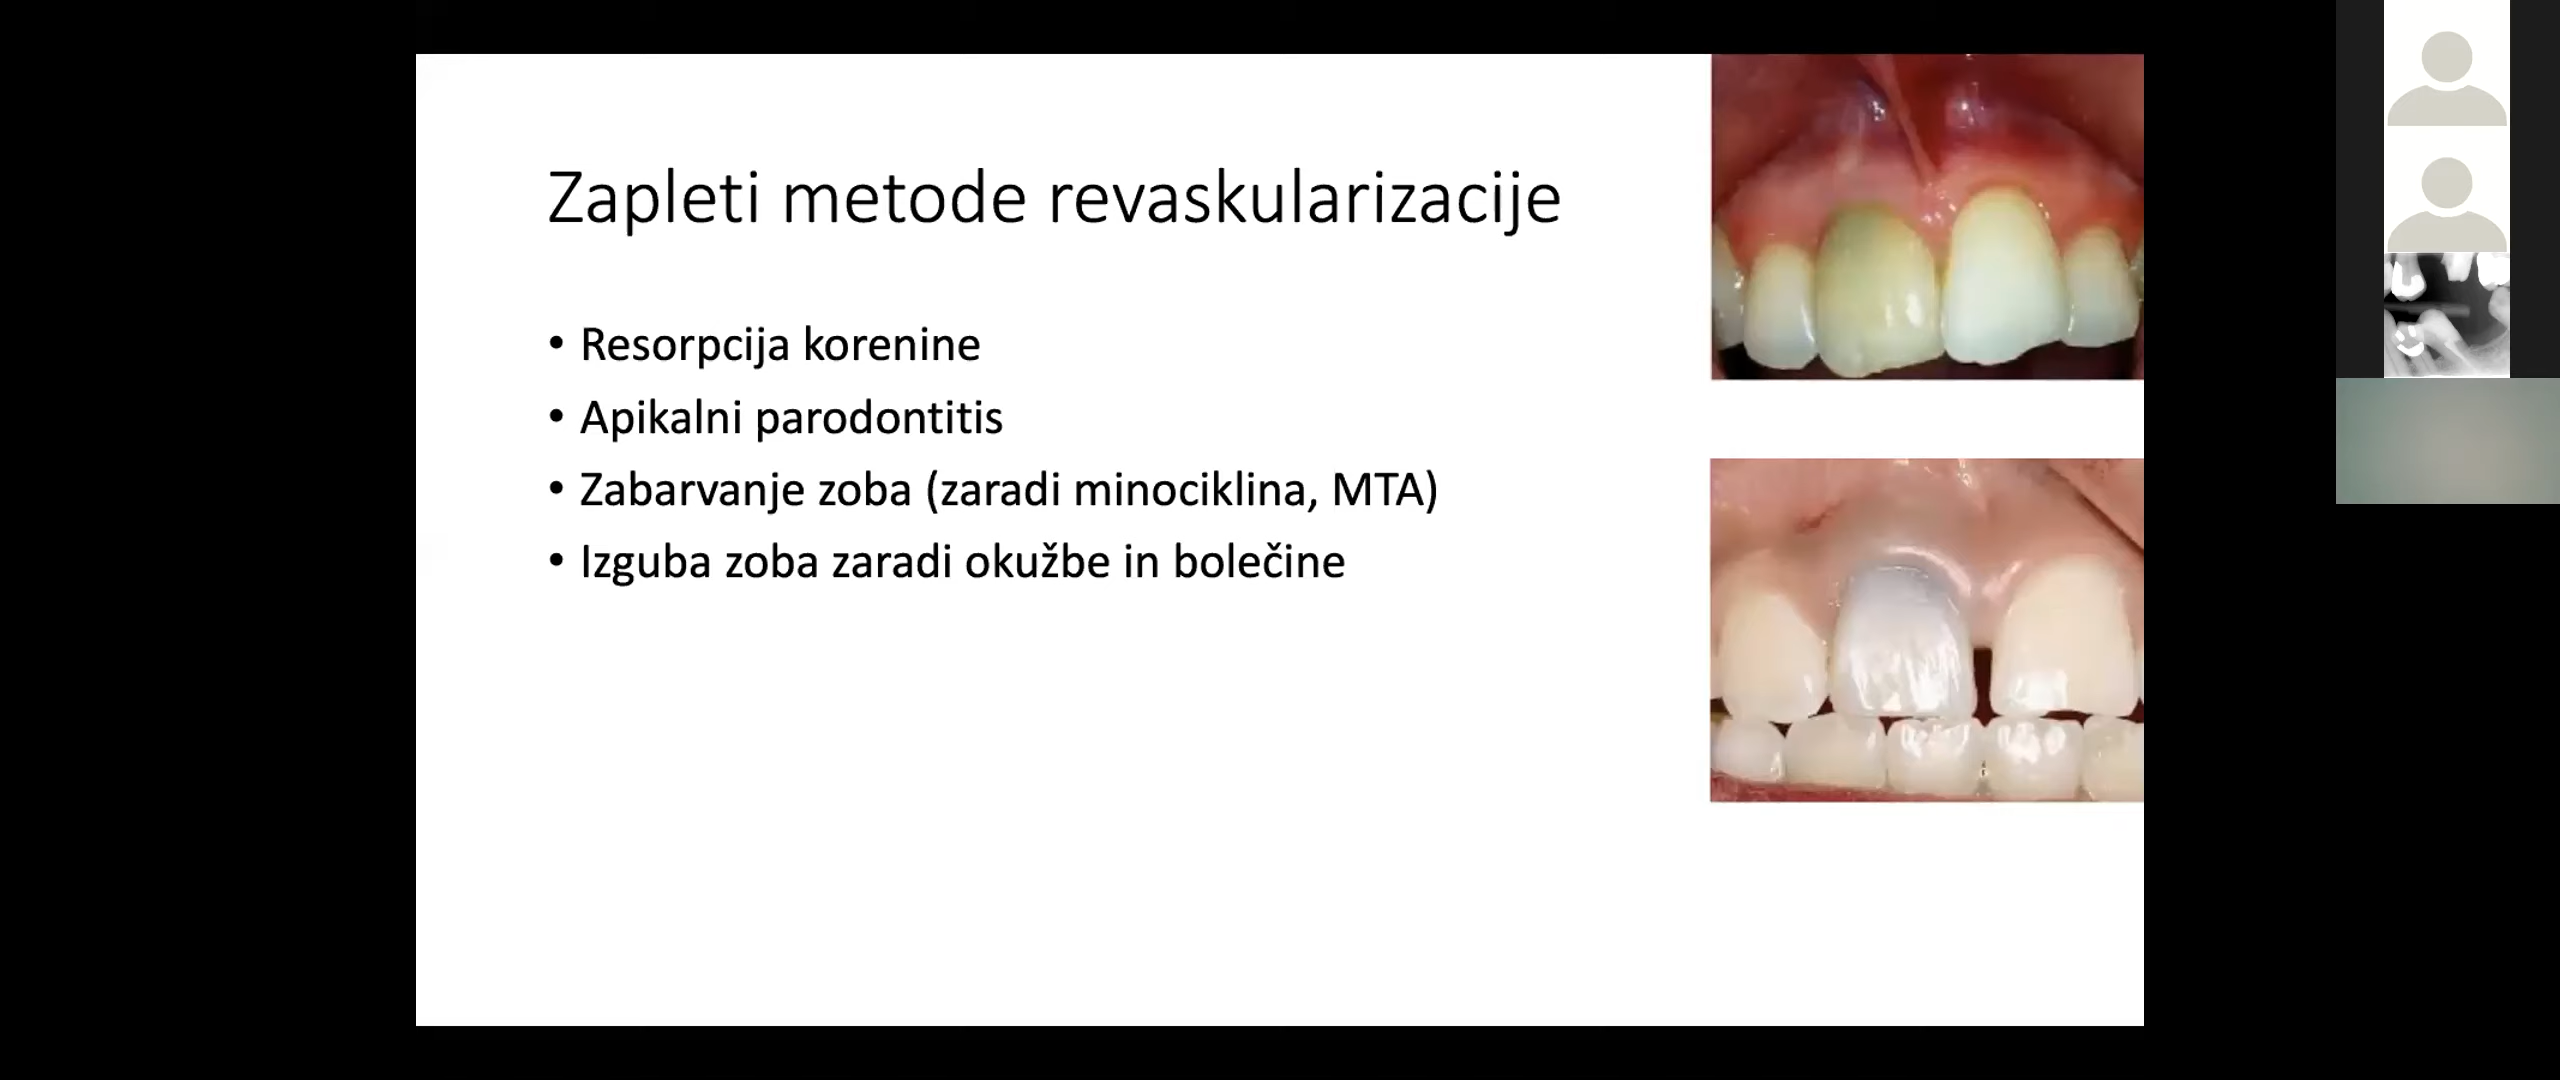 Zapleti metode revaskularizacije
• Resorpcija korenine
• Apikalni parodontitis
• Zabarvanje zoba (zaradi minociklina, MTA)
• Izguba zoba zaradi okužbe in bolečine